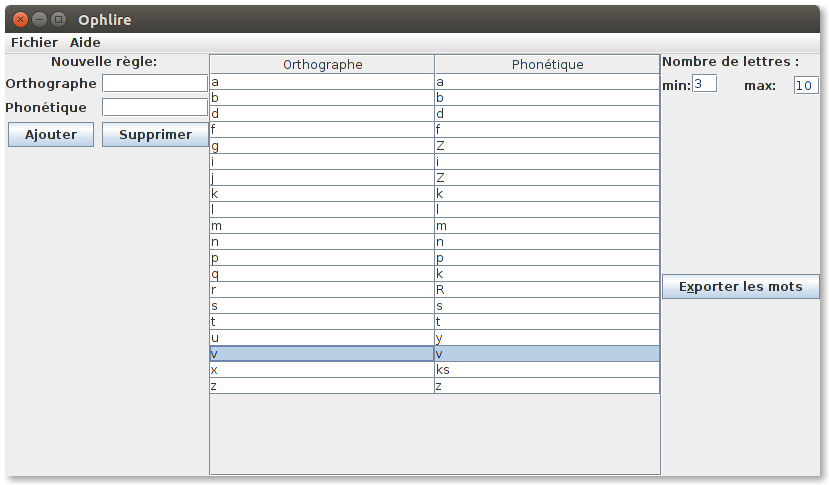 Ophlire
Fichier Aide
Nouvelle règle:
Orthographe
Phonétique
Ajouter Supprimer
Orthographe Phonétique
a a
b b
d d
f f
g Z
i i
j Z
k k
l l
m m
n n
p p
q k
r R
s s
t t
u y
v v
x ks
z z
Nombre de lettres :
min: 3 max: 10
Exporter les mots